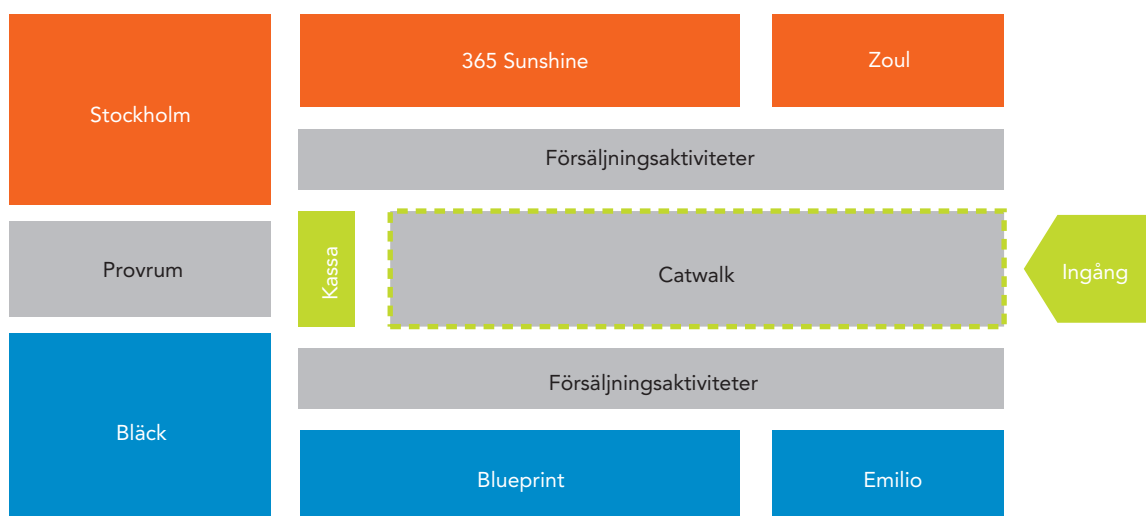 365 Sunshine
Zoul
Stockholm
Försäljningsaktiviteter
Provrum
Kassa
Catwalk
Ingång
Försäljningsaktiviteter
Bläck
Blueprint
Emilio